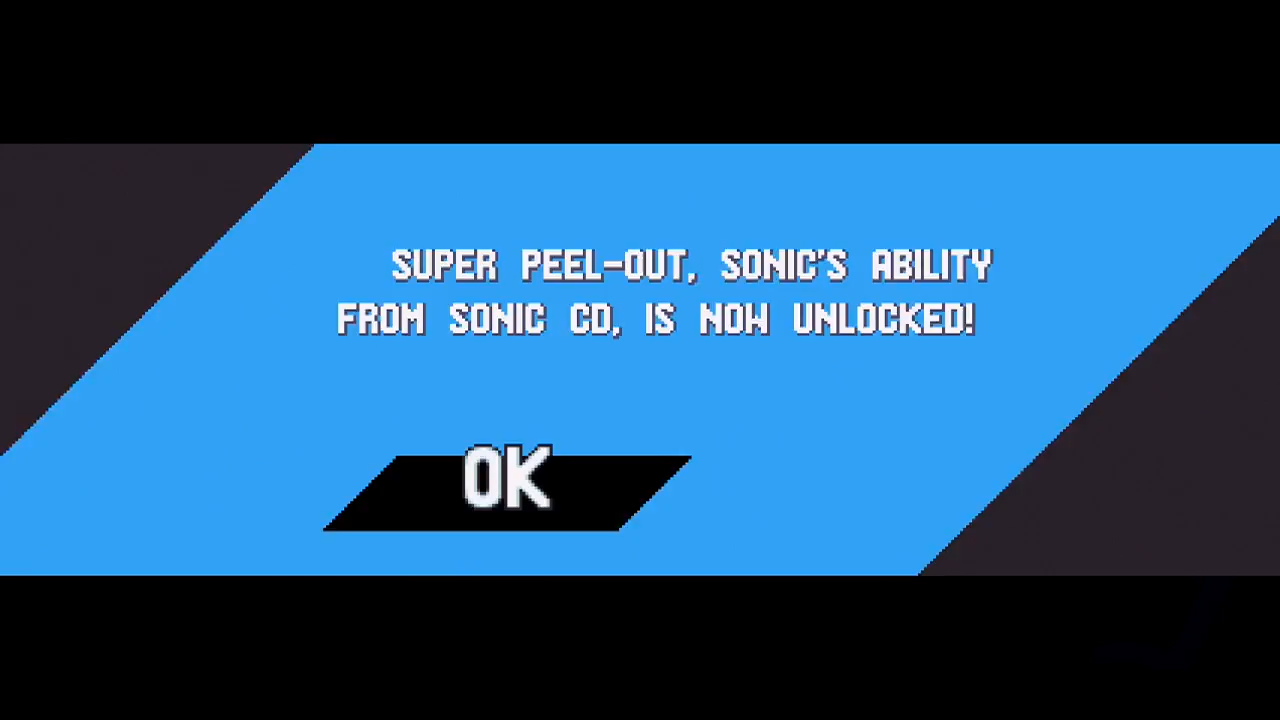 SUPER PEEL-OUT, SONIC'S ABILITY
FROM SONIC CD, IS NOW UNLOCKED!
OK